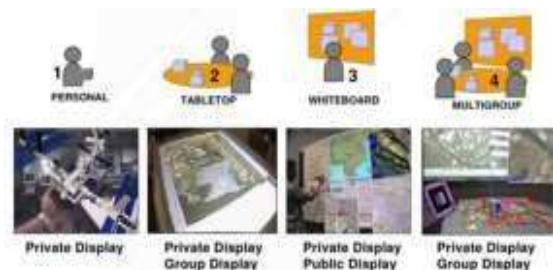 1
PERSONAL
2
TABLETOP
3
WHITEBOARD
4
MULTIGROUP
Private Display
Private Display
Group Display
Private Display
Public Display
Private Display
Group Display